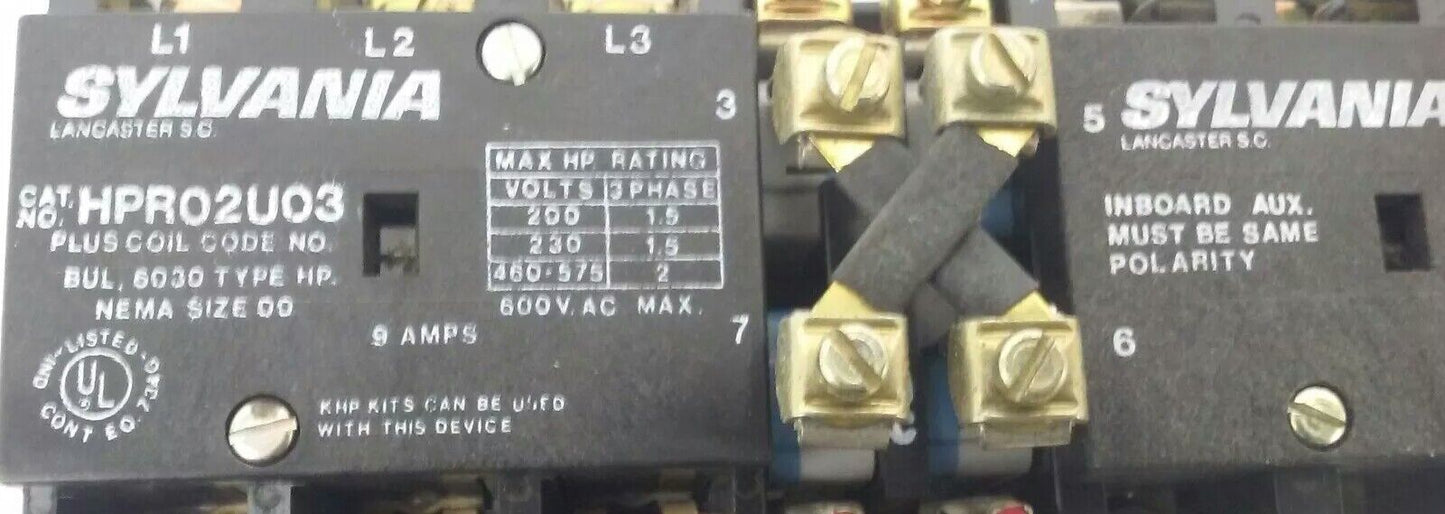 L1 L2 L3
SYLVANIA
LANCASTER S.C.
CAT. NO. HPR02U03
PLUS COIL CODE NO.
BUL, 6030 TYPE HP.
NEMA SIZE 00
9 AMPS
UL
IND. CONT. EQ. 734D
LISTED
KHP KITS CAN BE USED
WITH THIS DEVICE
MAX HP RATING
VOLTS 3 PHASE
200 1.5
230 1.5
460-575 2
600V. AC MAX.
3
7
5
6
SYLVANIA
LANCASTER S.C.
INBOARD AUX.
MUST BE SAME
POLARITY